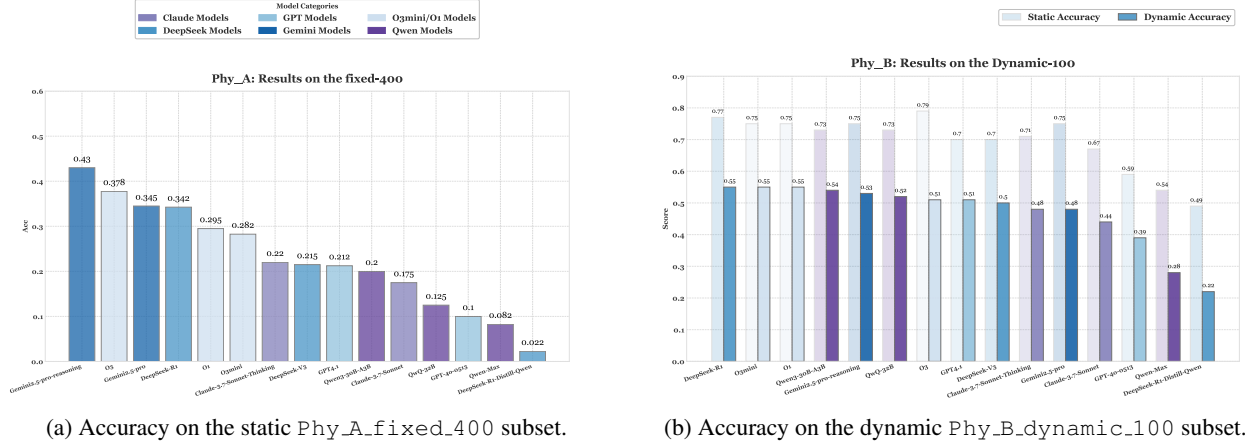 Model Categories
Claude Models
GPT Models
O3mini/O1 Models
DeepSeek Models
Gemini Models
Qwen Models
Phy_A: Results on the fixed-400
Acc
0.6
0.5
0.4
0.3
0.2
0.1
0.0
0.43
0.378
0.345
0.342
0.295
0.282
0.22
0.215
0.212
0.2
0.175
0.125
0.1
0.082
0.022
Gemini2.5-pro-reasoning
O3
Gemini2.5-pro
DeepSeek-R1
O1
O3mini
Claude-3.7-Sonnet-Thinking
DeepSeek-V3
GPT4.1
Qwen3-30B-A3B
Claude-3.7-Sonnet
QwQ-32B
GPT-4o-0513
Qwen-Max
DeepSeek-R1-Distill-Qwen
(a) Accuracy on the static Phy_A_fixed_400 subset.
Static Accuracy
Dynamic Accuracy
Phy_B: Results on the Dynamic-100
Score
0.9
0.8
0.7
0.6
0.5
0.4
0.3
0.2
0.1
0.0
0.77
0.55
0.75
0.55
0.75
0.55
0.73
0.54
0.75
0.53
0.73
0.52
0.79
0.51
0.7
0.51
0.7
0.5
0.71
0.48
0.75
0.48
0.67
0.44
0.59
0.39
0.54
0.28
0.49
0.22
DeepSeek-R1
O3mini
O1
Qwen3-30B-A3B
Gemini2.5-pro-reasoning
QwQ-32B
O3
GPT4.1
DeepSeek-V3
Claude-3.7-Sonnet-Thinking
Gemini2.5-pro
Claude-3.7-Sonnet
GPT-4o-0513
Qwen-Max
DeepSeek-R1-Distill-Qwen
(b) Accuracy on the dynamic Phy_B_dynamic_100 subset.